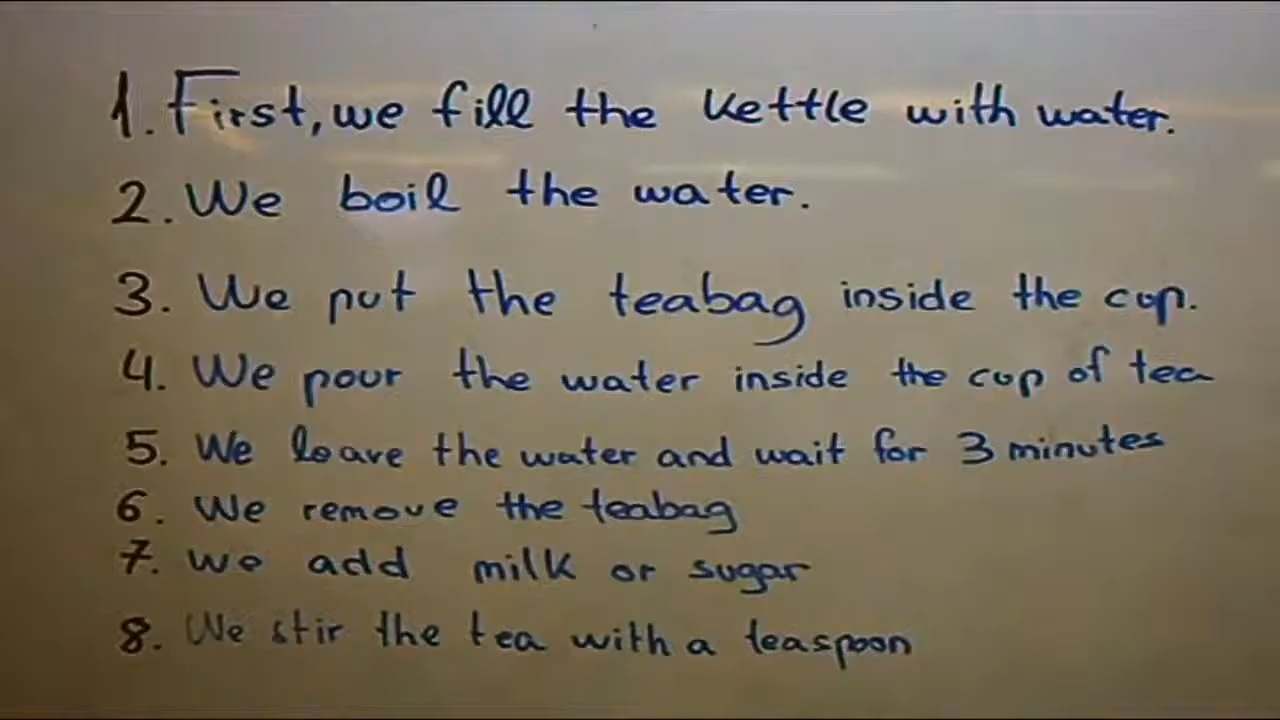 1. First, we fill the kettle with water.
2. We boil the water.
3. We put the teabag inside the cup.
4. We pour the water inside the cup of tea
5. We leave the water and wait for 3 minutes
6. We remove the teabag
7. We add milk or sugar
8. We stir the tea with a teaspoon